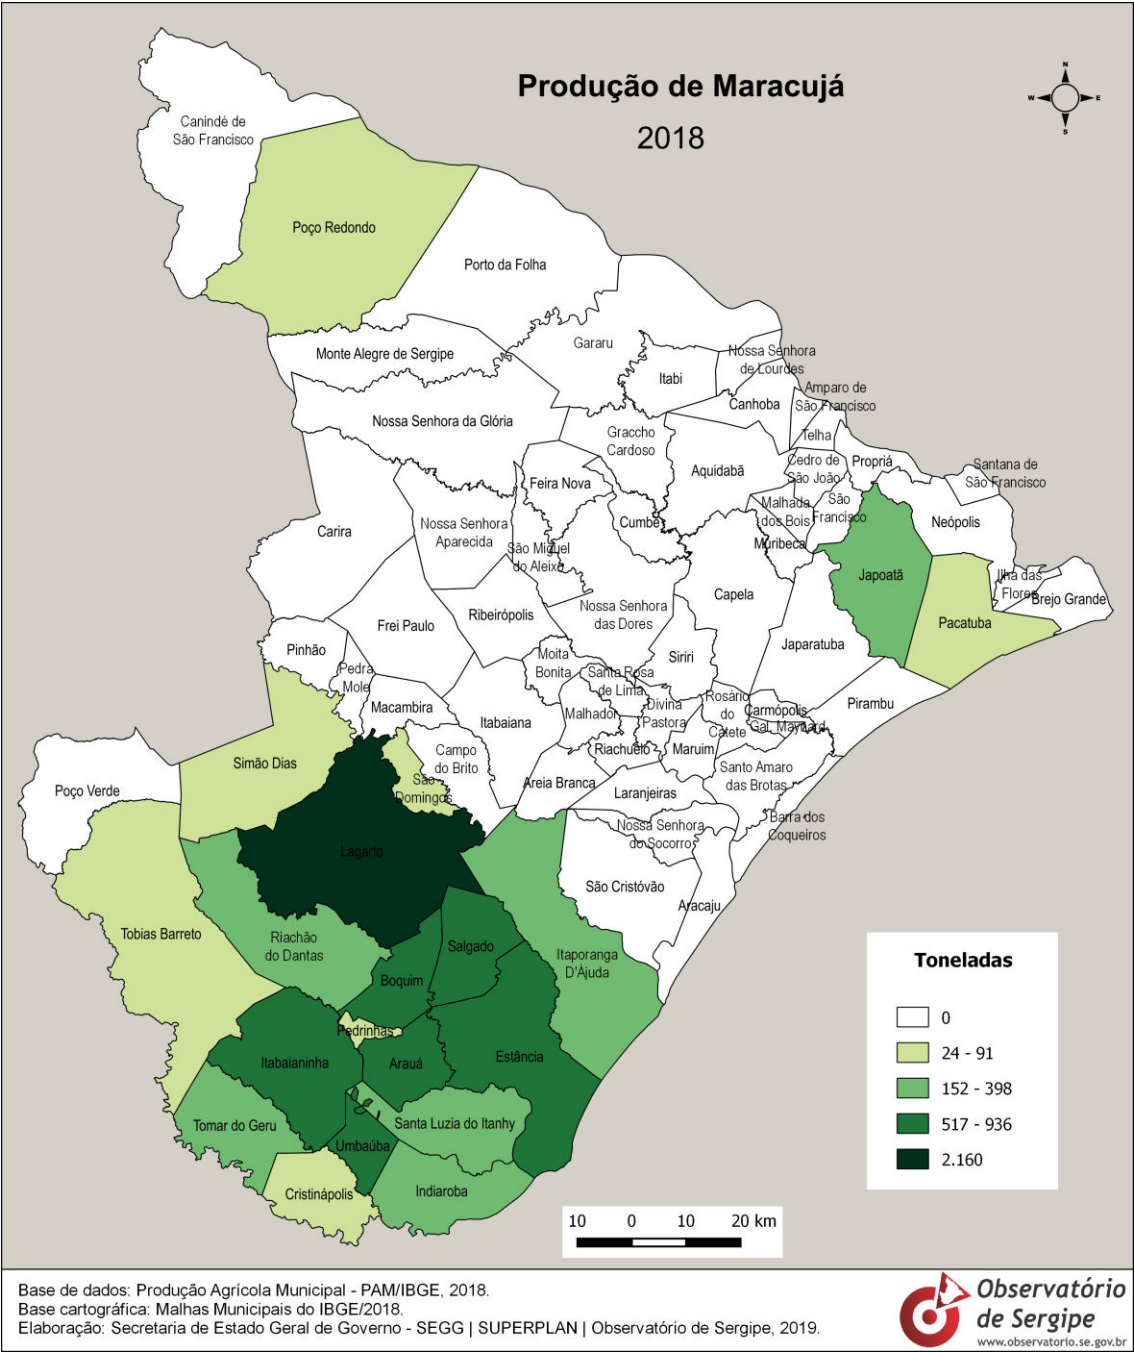 Produção de Maracujá
2018
N
W
E
S
Canindé de
São Francisco
Poço Redondo
Porto da Folha
Monte Alegre de Sergipe
Gararu
Nossa Senhora
de Lourdes
Itabi
Amparo de
São Francisco
Canhoba
Nossa Senhora da Glória
Graccho
Cardoso
Telha
Aquidabã
Cedro de
São João
Propriá
Santana de
São Francisco
Feira Nova
Malhada
dos Bois
São
Francisco
Neópolis
Carira
Nossa Senhora
Aparecida
Cumbe
Muribeca
São Miguel
do Aleixo
Japoatã
Ilha das
Flores
Brejo Grande
Capela
Nossa Senhora
das Dores
Ribeirópolis
Frei Paulo
Pacatuba
Japaratuba
Pinhão
Siriri
Moita
Bonita
Pedra
Mole
Santa Rosa
de Lima
Macambira
Itabaiana
Malhador
Divina
Pastora
Rosário
do
Catete
Carmópolis
Gal. Maynard
Pirambu
Riachuelo
Maruim
Campo
do Brito
Simão Dias
São
Domingos
Areia Branca
Santo Amaro
das Brotas
Poço Verde
Laranjeiras
Barra dos
Coqueiros
Nossa Senhora
do Socorro
Lagarto
São Cristóvão
Aracaju
Tobias Barreto
Riachão
do Dantas
Salgado
Itaporanga
D'Ájuda
Boquim
Pedrinhas
Itabaianinha
Arauá
Estância
Tomar do Geru
Santa Luzia do Itanhy
Umbaúba
Cristinápolis
Indiaroba
Toneladas
0
24 - 91
152 - 398
517 - 936
2.160
10 0 10 20 km
Base de dados: Produção Agrícola Municipal - PAM/IBGE, 2018.
Base cartográfica: Malhas Municipais do IBGE/2018.
Elaboração: Secretaria de Estado Geral de Governo - SEGG | SUPERPLAN | Observatório de Sergipe, 2019.
Observatório
de Sergipe
www.observatorio.se.gov.br